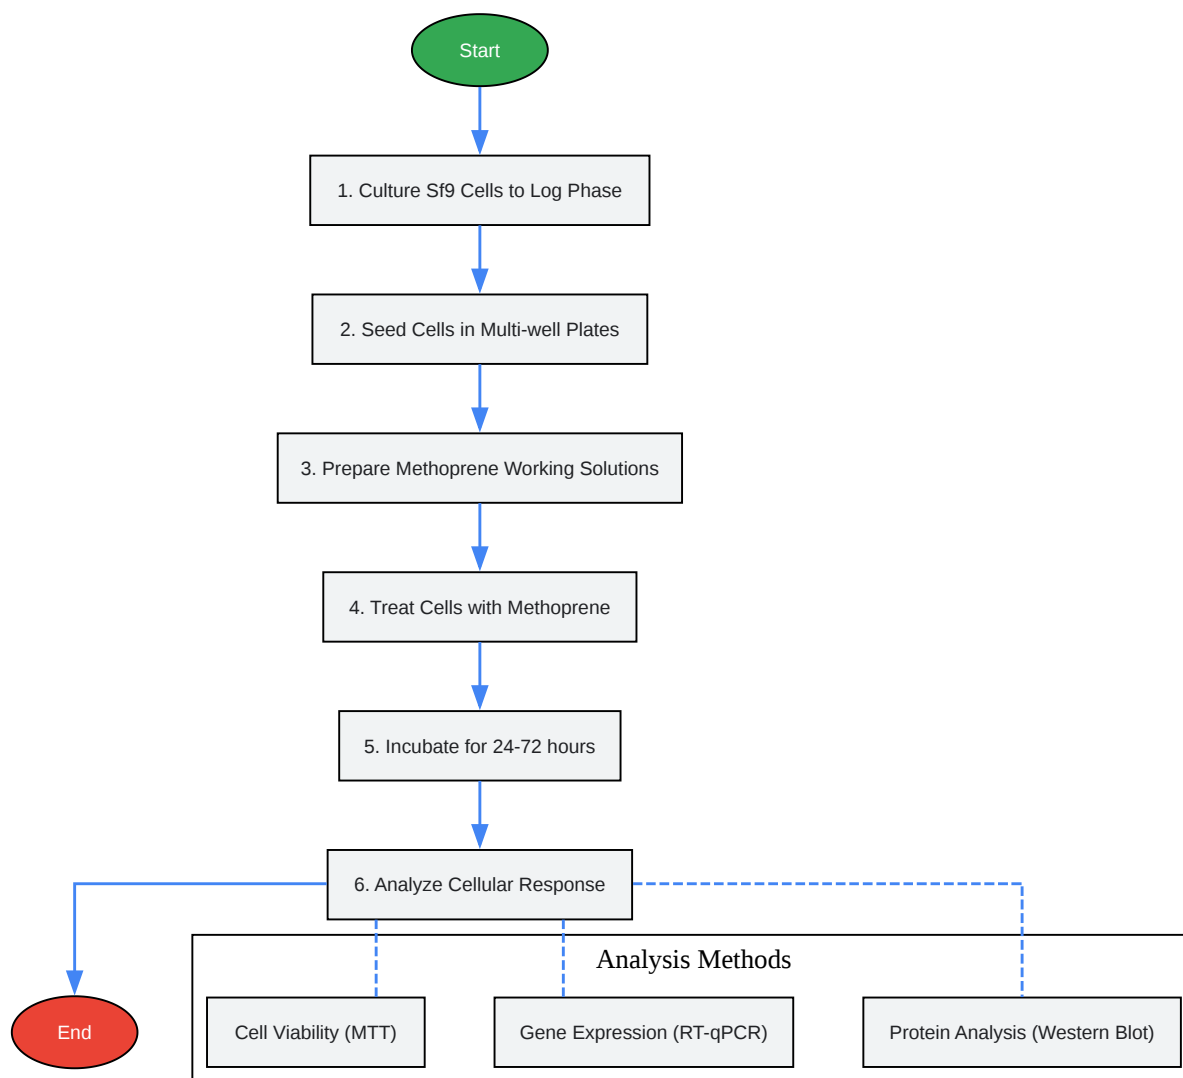 Start
1. Culture Sf9 Cells to Log Phase
2. Seed Cells in Multi-well Plates
3. Prepare Methoprene Working Solutions
4. Treat Cells with Methoprene
5. Incubate for 24-72 hours
6. Analyze Cellular Response
Analysis Methods
End
Cell Viability (MTT)
Gene Expression (RT-qPCR)
Protein Analysis (Western Blot)